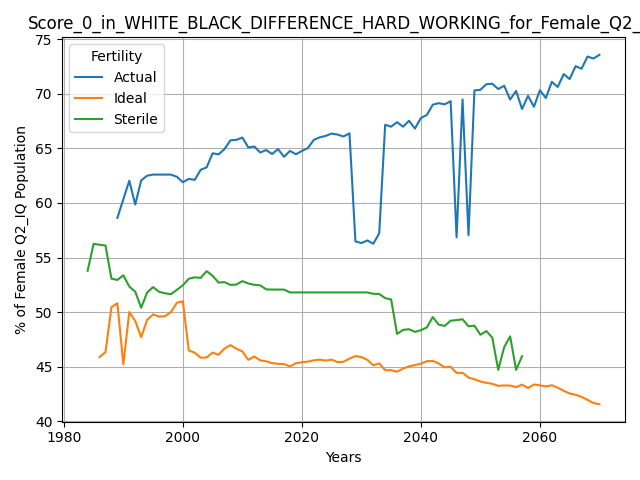 Score_0_in_WHITE_BLACK_DIFFERENCE_HARD_WORKING_for_Female_Q2_
75
70
65
60
55
50
45
40
% of Female Q2_IQ Population
Fertility
Actual
Ideal
Sterile
1980
2000
2020
2040
2060
Years